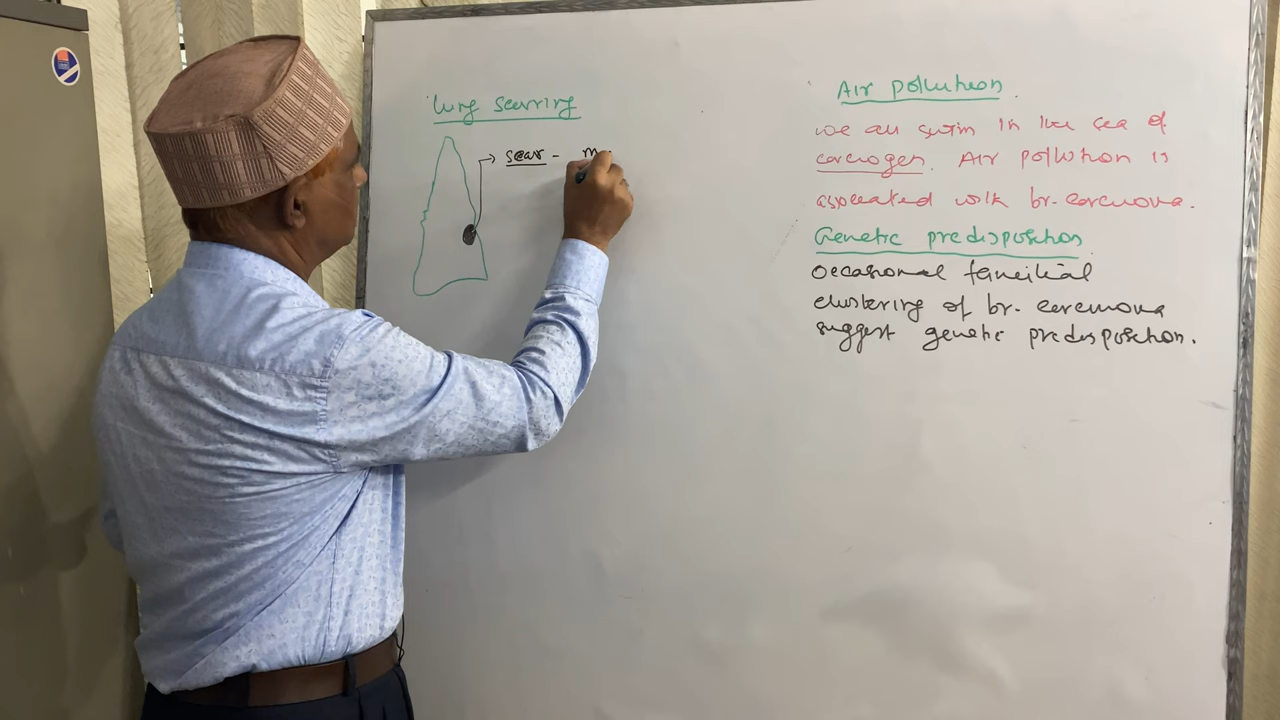 Lung scarring
scar - m
Air pollution
we all swim in the sea of
carcinogen. Air pollution is
associated with br. carcinoma.
Genetic predisposition
Occasional familial
clustering of br. carcinoma
suggest genetic predisposition.